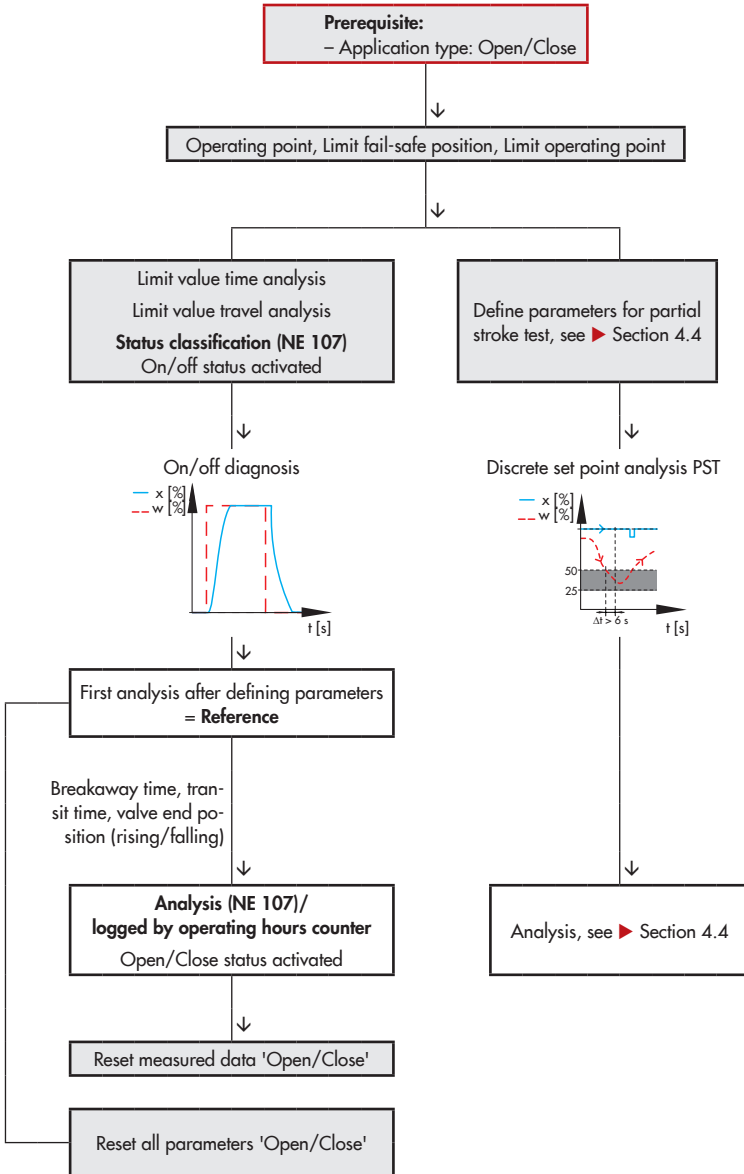 Prerequisite:
– Application type: Open/Close
Operating point, Limit fail-safe position, Limit operating point
Limit value time analysis
Limit value travel analysis
Status classification (NE 107)
On/off status activated
Define parameters for partial
stroke test, see ▶ Section 4.4
On/off diagnosis
x [%]
w [%]
t [s]
Discrete set point analysis PST
x [%]
w [%]
50
25
Δt > 6 s
t [s]
First analysis after defining parameters
= Reference
Breakaway time, tran-
sit time, valve end po-
sition (rising/falling)
Analysis (NE 107)/
logged by operating hours counter
Open/Close status activated
Analysis, see ▶ Section 4.4
Reset measured data 'Open/Close'
Reset all parameters 'Open/Close'